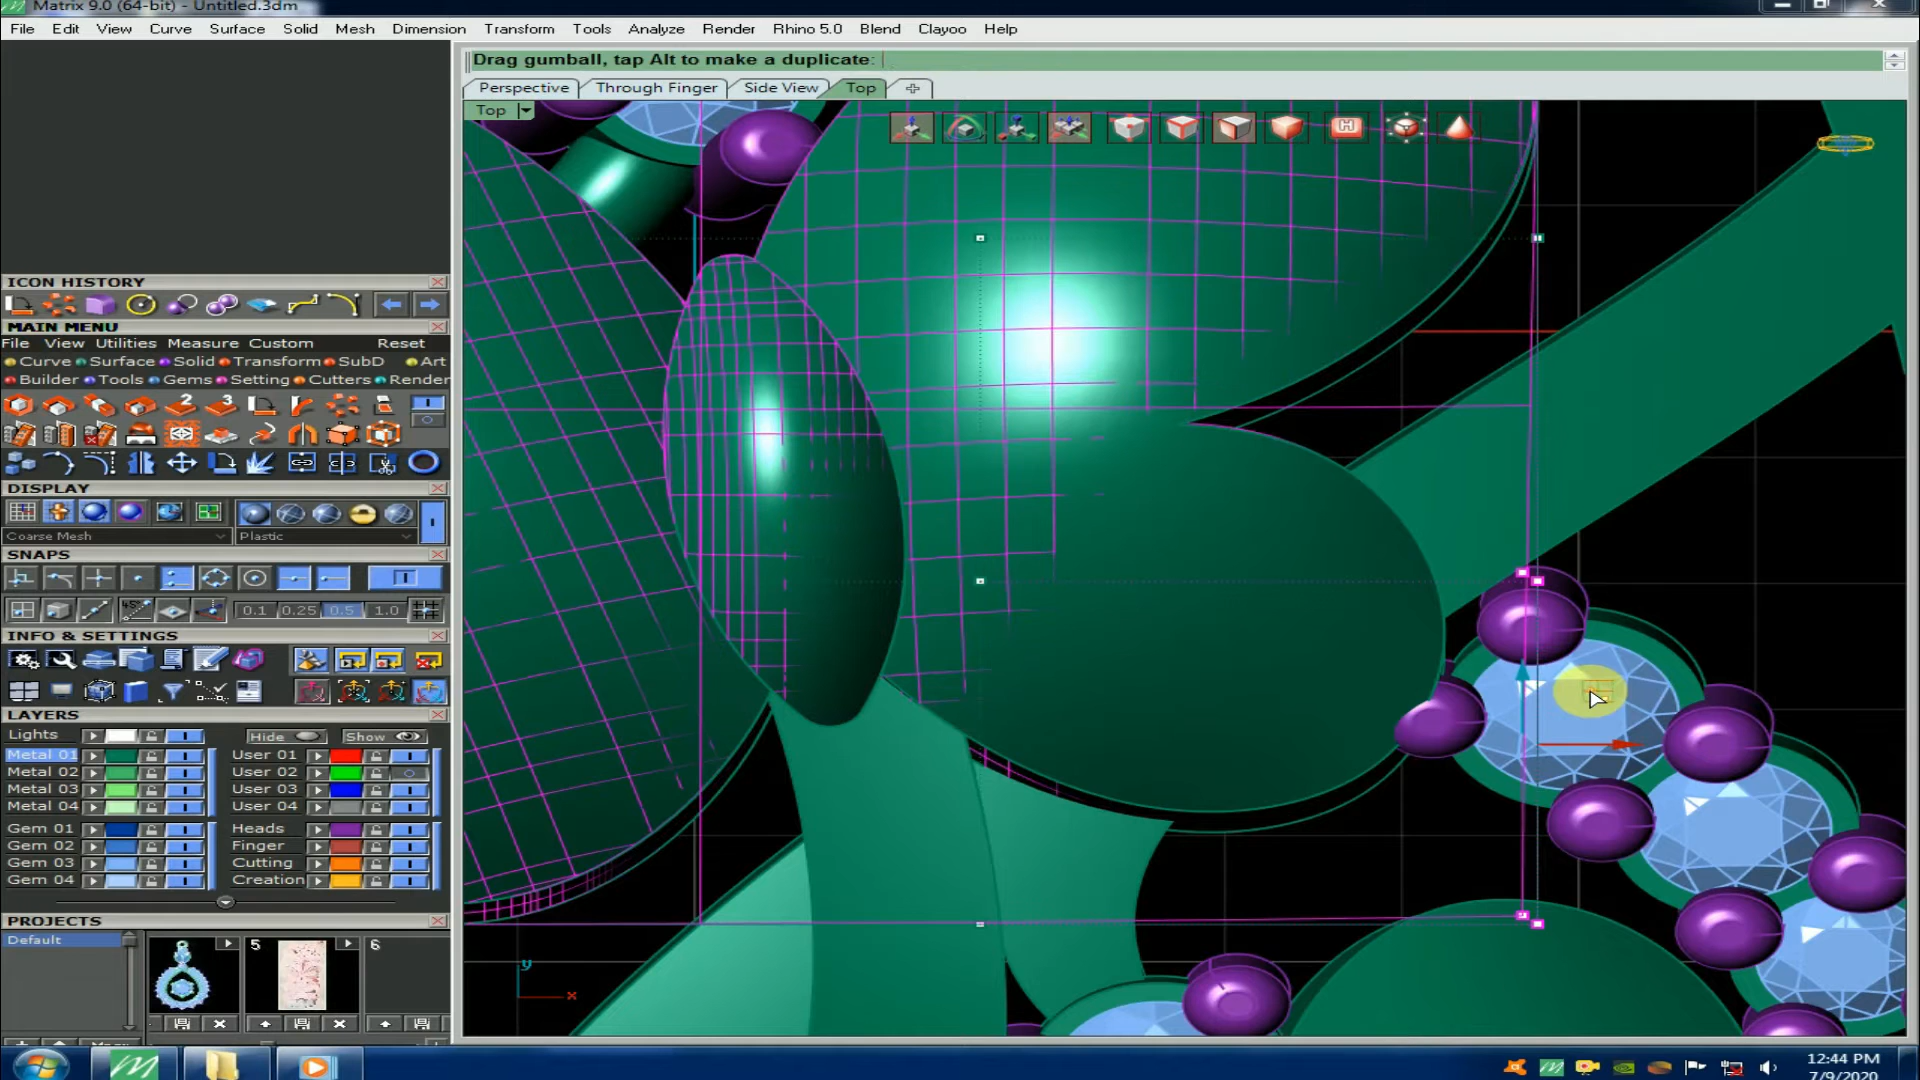 Matrix 9.0 (64-bit) - Untitled.3dm
File Edit View Curve Surface Solid Mesh Dimension Transform Tools Analyze Render Rhino 5.0 Blend Clayoo Help
Drag gumball, tap Alt to make a duplicate:
Perspective Through Finger Side View Top
Top
H
ICON HISTORY
MAIN MENU
File View Utilities Measure Custom Reset
Curve Surface Solid Transform SubD Art
Builder Tools Gems Setting Cutters Render
2 3
DISPLAY
Coarse Mesh Plastic
SNAPS
45°
0.1 0.25 0.5 1.0
INFO & SETTINGS
LAYERS
Lights Hide Show
Metal 01 User 01
Metal 02 User 02
Metal 03 User 03
Metal 04 User 04
Gem 01 Heads
Gem 02 Finger
Gem 03 Cutting
Gem 04 Creation
PROJECTS
Default 5 6
y
x
12:44 PM
7/9/2020